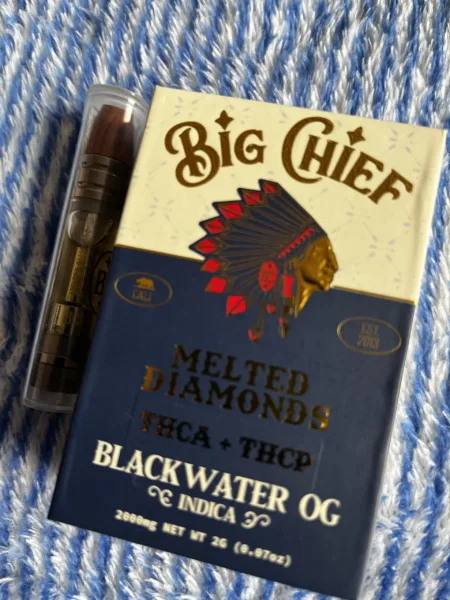 BIG CHIEF
CALI
EST.
2013
MELTED
DIAMONDS
THCA + THCP
BLACKWATER OG
INDICA
2000mg NET WT 2G (0.07oz)